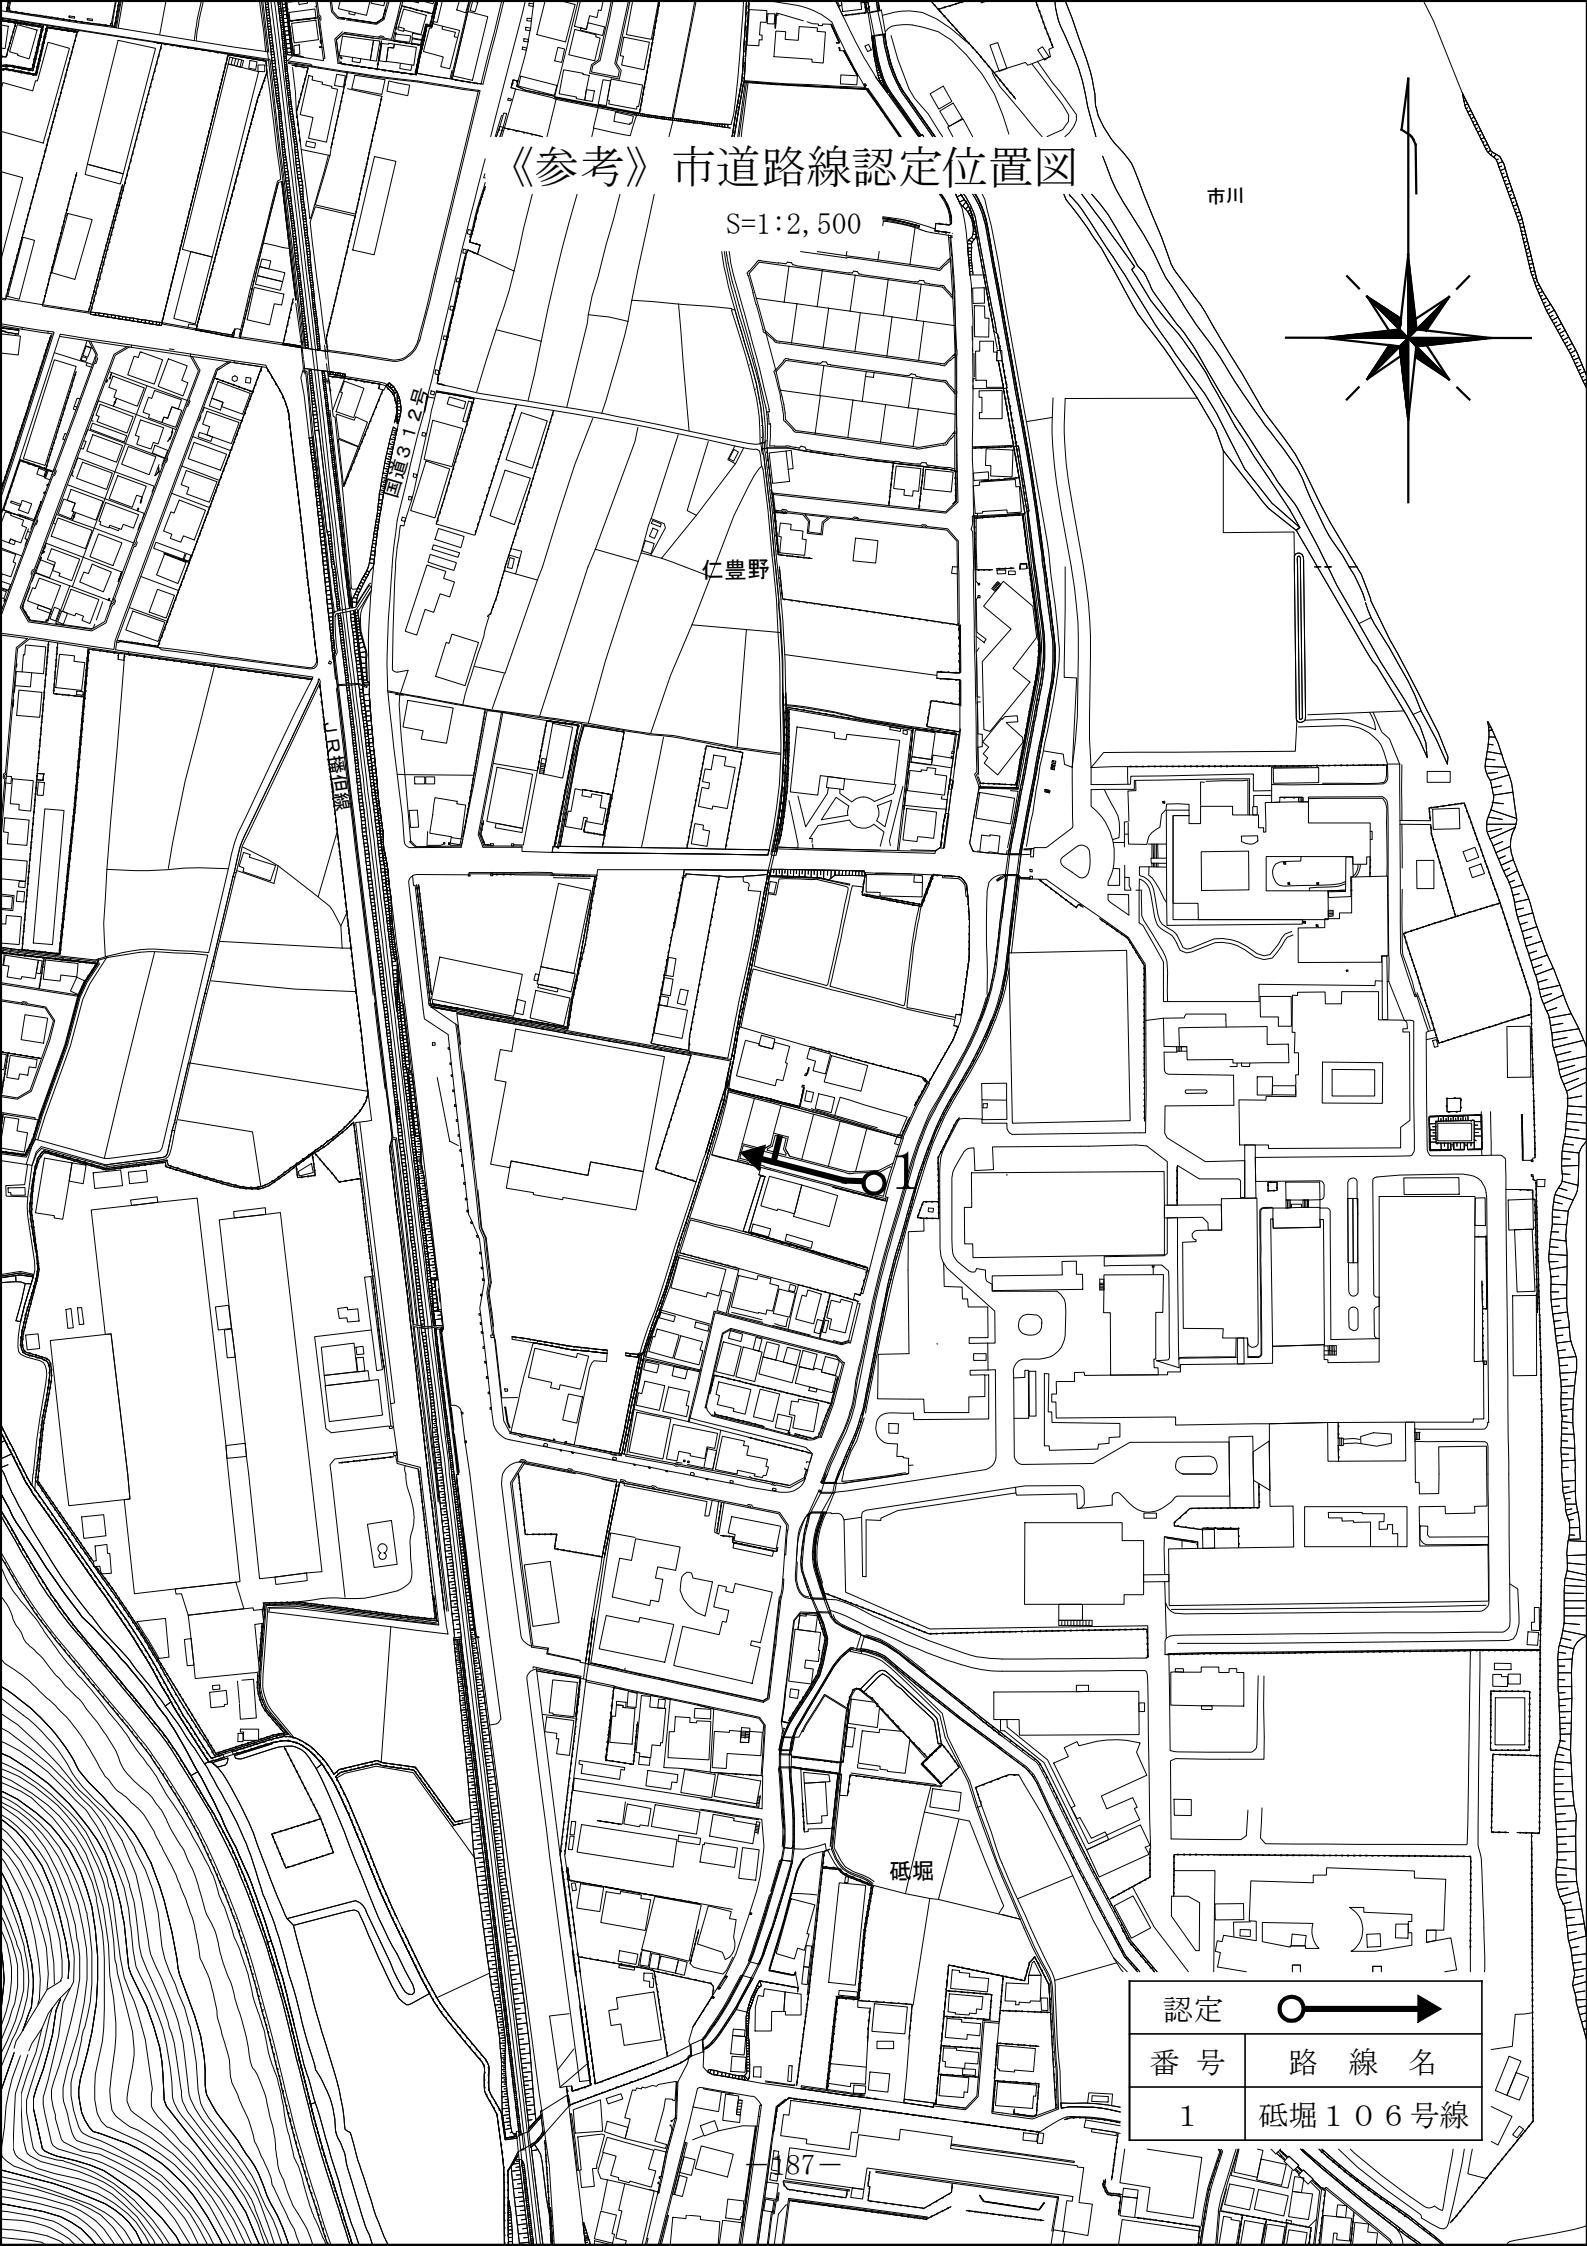 《参考》市道路線認定位置図
S=1:2,500
市川
国道312号
仁豊野
JR播但線
1
砥堀
認定
番号 路線名
1 砥堀106号線
－187－